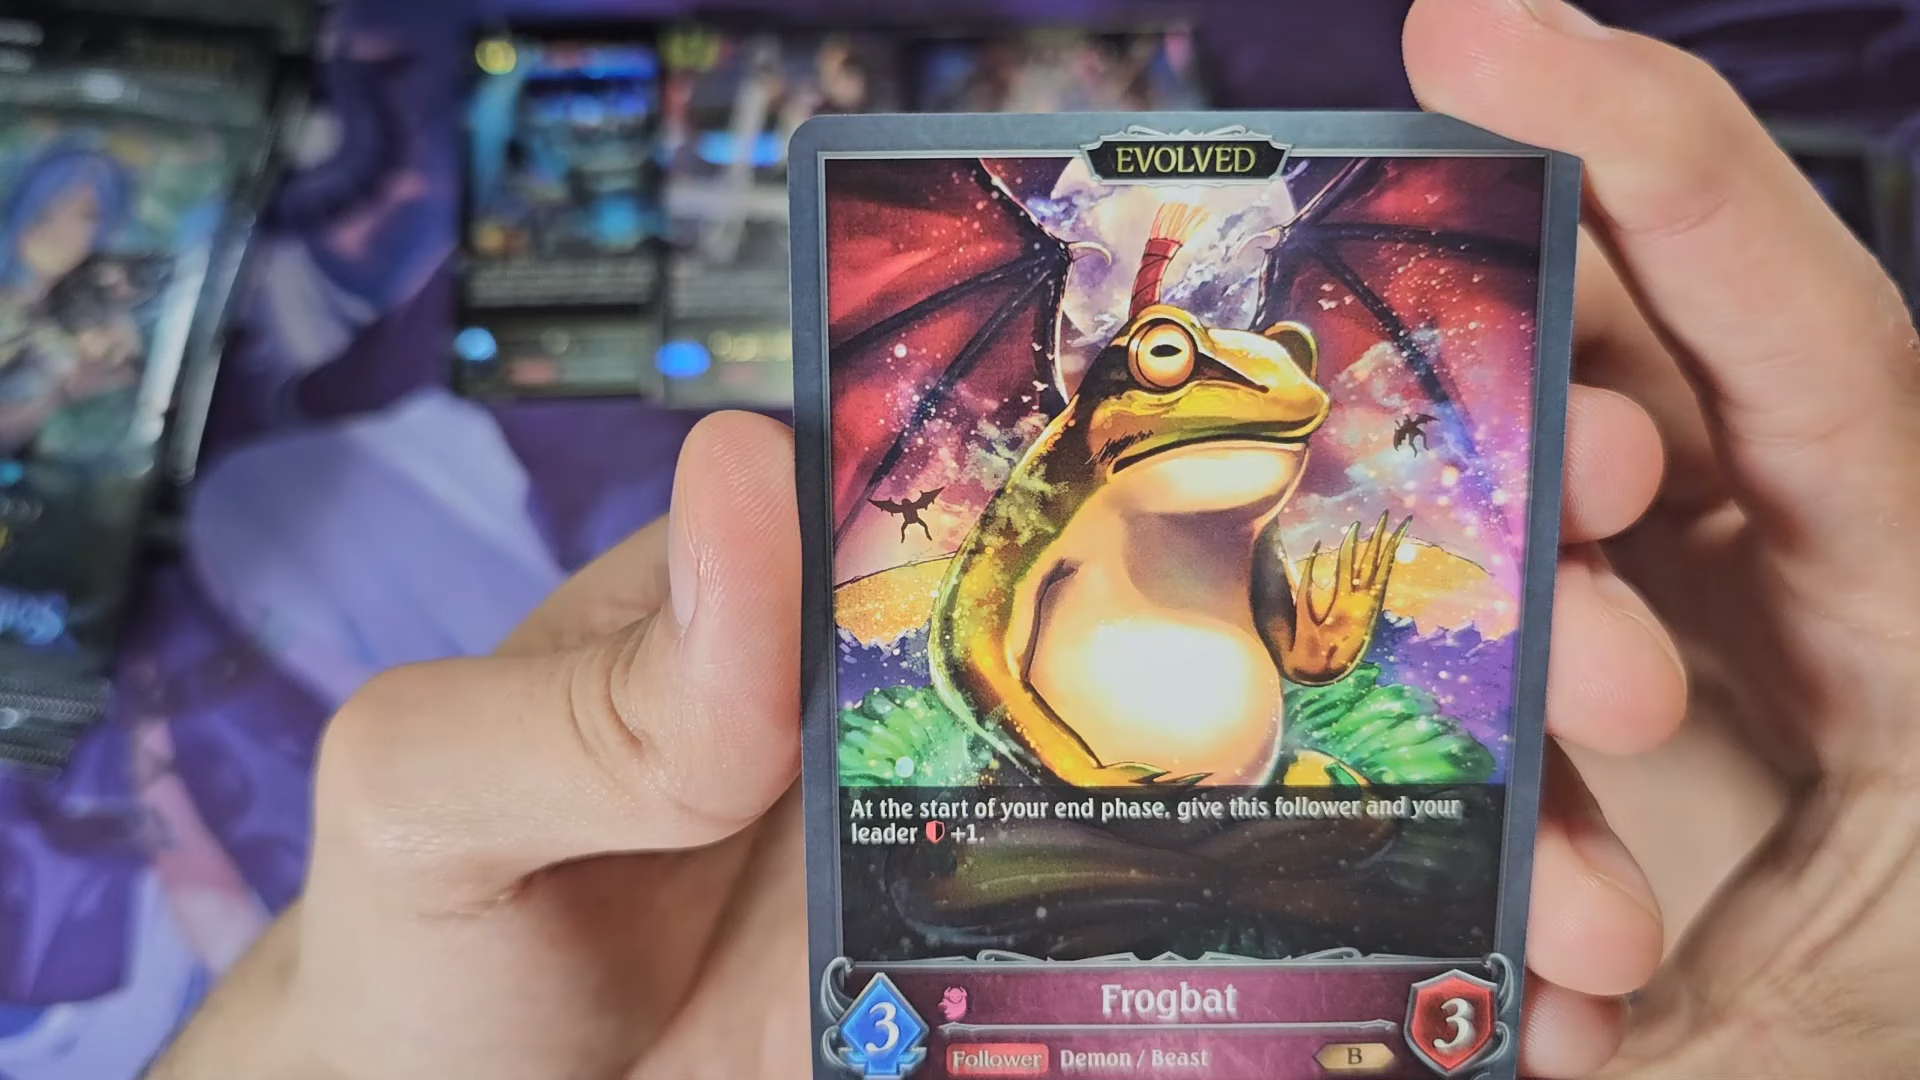 EVOLVED
At the start of your end phase, give this follower and your
leader +1.
Frogbat
3
3
Follower Demon / Beast B